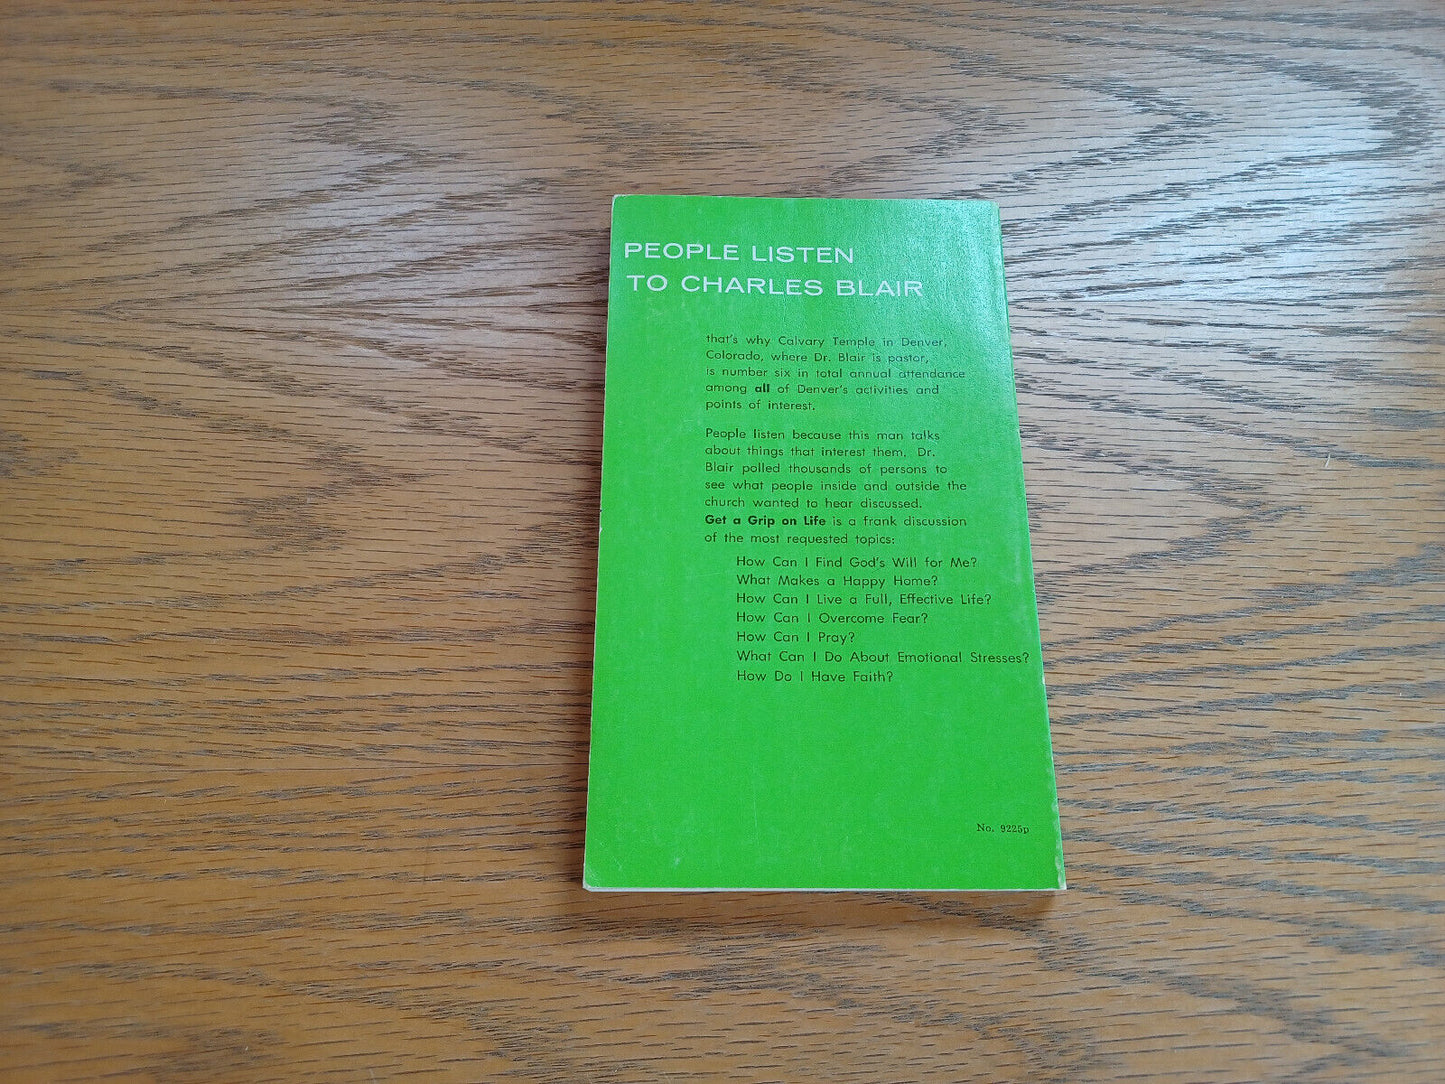 PEOPLE LISTEN
TO CHARLES BLAIR
that's why Calvary Temple in Denver,
Colorado, where Dr. Blair is pastor,
is number six in total annual attendance
among all of Denver's activities and
points of interest.
People listen because this man talks
about things that interest them. Dr.
Blair polled thousands of persons to
see what people inside and outside the
church wanted to hear discussed.
Get a Grip on Life is a frank discussion
of the most requested topics:
How Can I Find God's Will for Me?
What Makes a Happy Home?
How Can I Live a Full, Effective Life?
How Can I Overcome Fear?
How Can I Pray?
What Can I Do About Emotional Stresses?
How Do I Have Faith?
No. 9225p